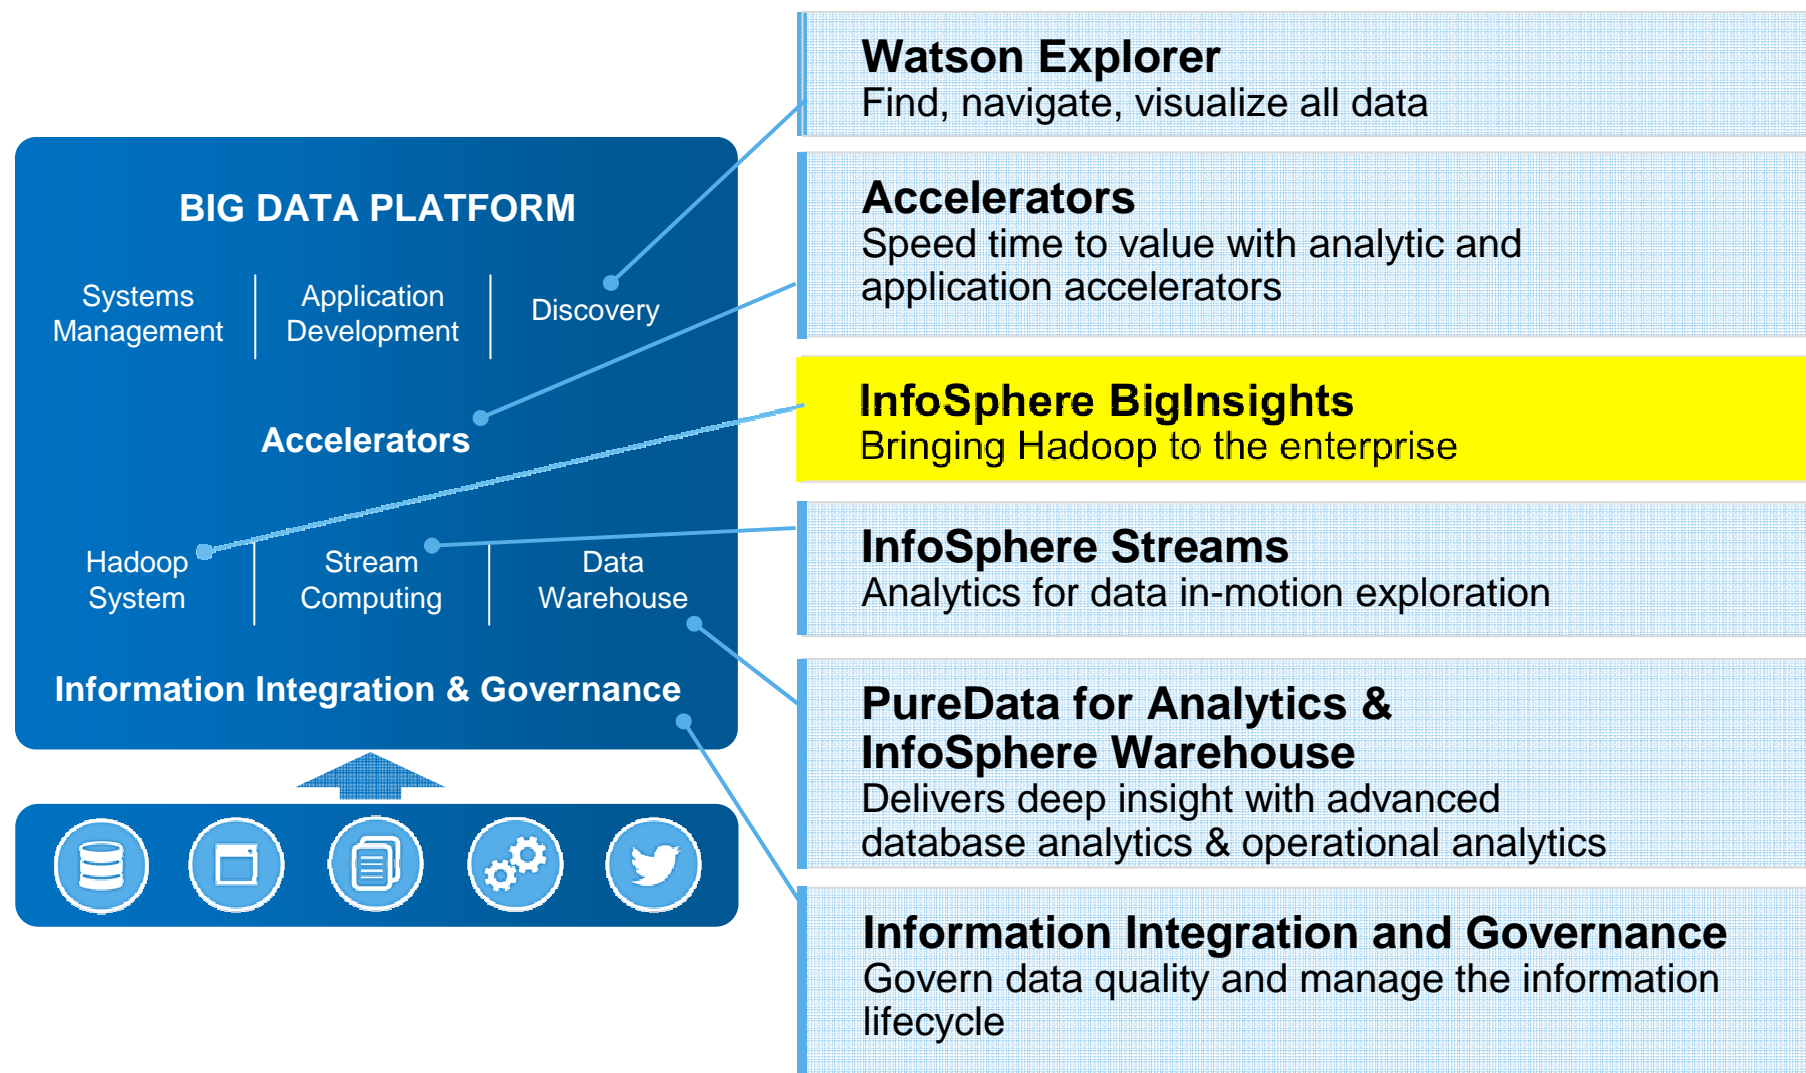 BIG DATA PLATFORM
Systems
Management
Application
Development
Discovery
Accelerators
Hadoop
System
Stream
Computing
Data
Warehouse
Information Integration & Governance
Watson Explorer
Find, navigate, visualize all data
Accelerators
Speed time to value with analytic and
application accelerators
InfoSphere BigInsights
Bringing Hadoop to the enterprise
InfoSphere Streams
Analytics for data in-motion exploration
PureData for Analytics &
InfoSphere Warehouse
Delivers deep insight with advanced
database analytics & operational analytics
Information Integration and Governance
Govern data quality and manage the information
lifecycle